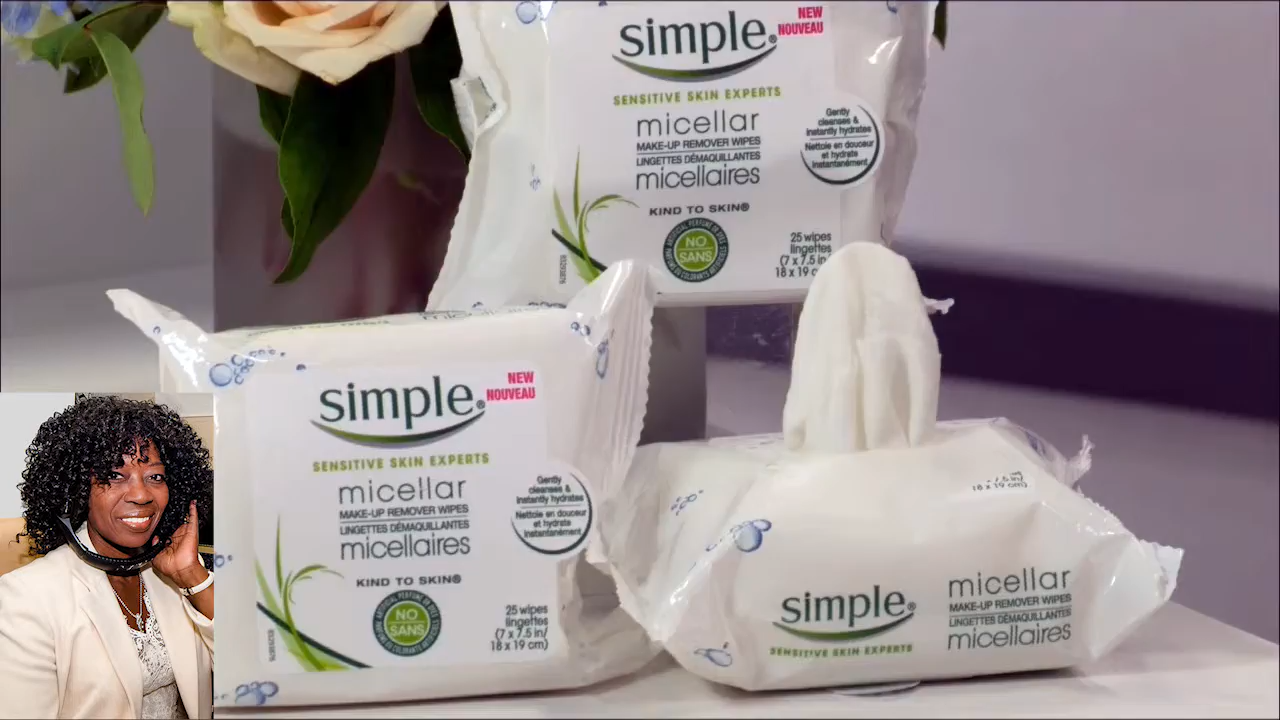 simple®
NEW
NOUVEAU
SENSITIVE SKIN EXPERTS
micellar
MAKE-UP REMOVER WIPES
LINGETTES DÉMAQUILLANTES
micellaires
Gently
cleanses &
instantly hydrates
Nettoie en douceur
et hydrate
instantanément
KIND TO SKIN®
NO
SANS
25 wipes
lingettes
(7 x 7.5 in/
18 x 19 c
simple®
NEW
NOUVEAU
SENSITIVE SKIN EXPERTS
micellar
MAKE-UP REMOVER WIPES
LINGETTES DÉMAQUILLANTES
micellaires
Gently
cleanses &
instantly hydrates
Nettoie en douceur
et hydrate
instantanément
KIND TO SKIN®
NO
SANS
25 wipes
lingettes
(7 x 7.5 in/
18 x 19 cm)
18 x 19 cm)
simple®
SENSITIVE SKIN EXPERTS
micellar
MAKE-UP REMOVER WIPES
LINGETTES DÉMAQUILLANTES
micellaires